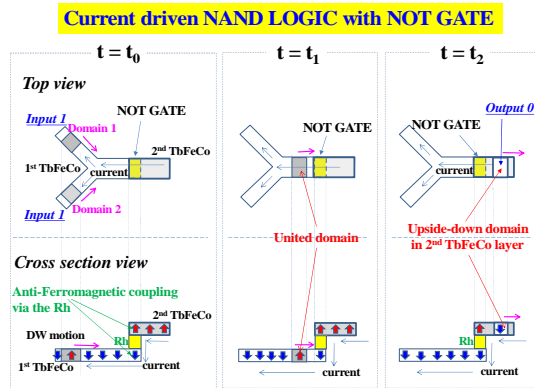 Current driven NAND LOGIC with NOT GATE
t = t0
t = t1
t = t2
Top view
Input 1
Domain 1
NOT GATE
2nd TbFeCo
1st TbFeCo
current
Input 1
Domain 2
NOT GATE
Output 0
NOT GATE
current
United domain
Upside-down domain
in 2nd TbFeCo
layer
Cross section view
Anti-Ferromagnetic coupling
via the Rh
2nd TbFeCo
DW motion
Rh
1st TbFeCo
current
current
Rh
current